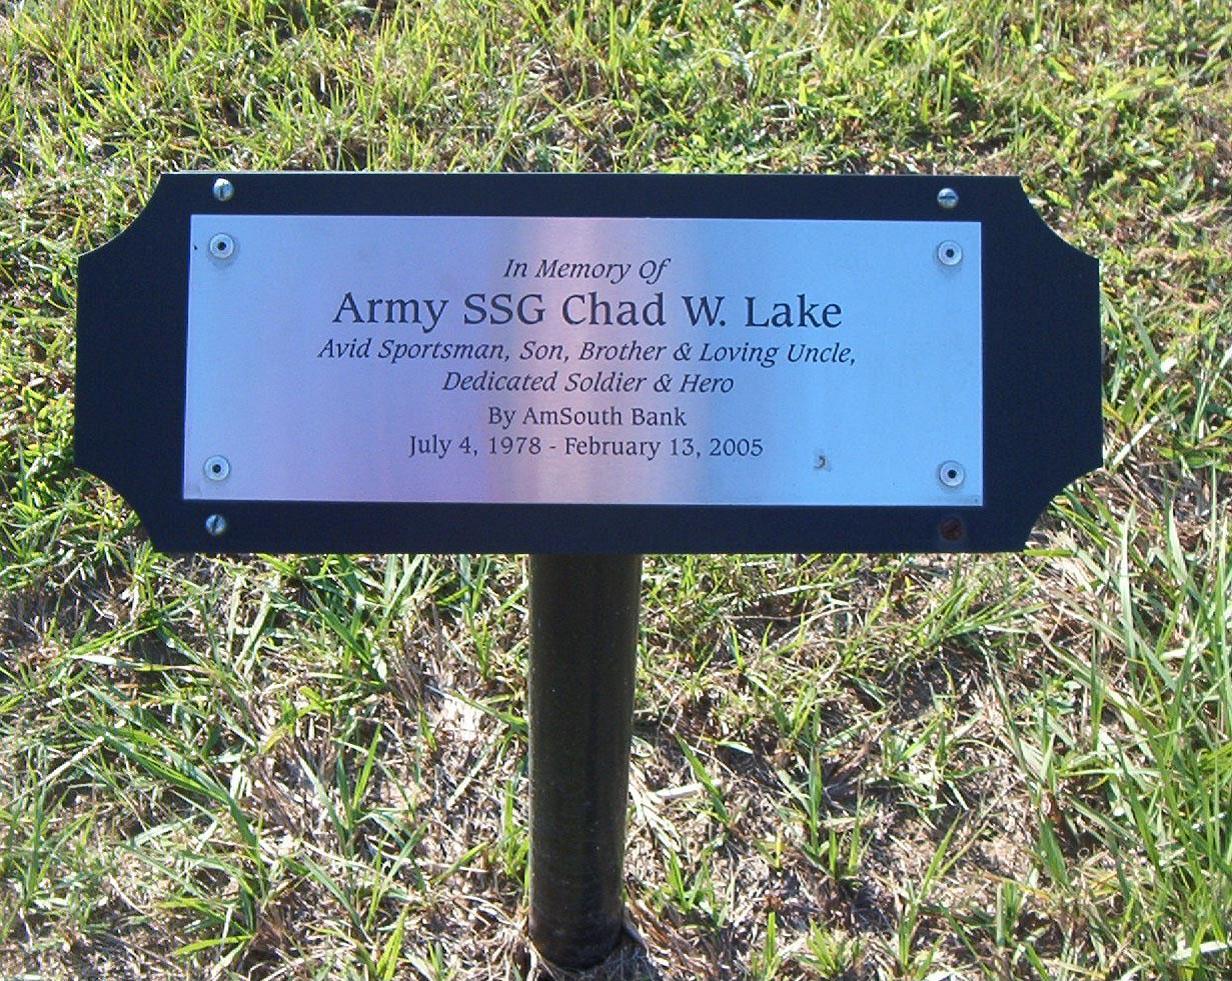 In Memory Of
Army SSG Chad W. Lake
Avid Sportsman, Son, Brother & Loving Uncle,
Dedicated Soldier & Hero
By AmSouth Bank
July 4, 1978 - February 13, 2005